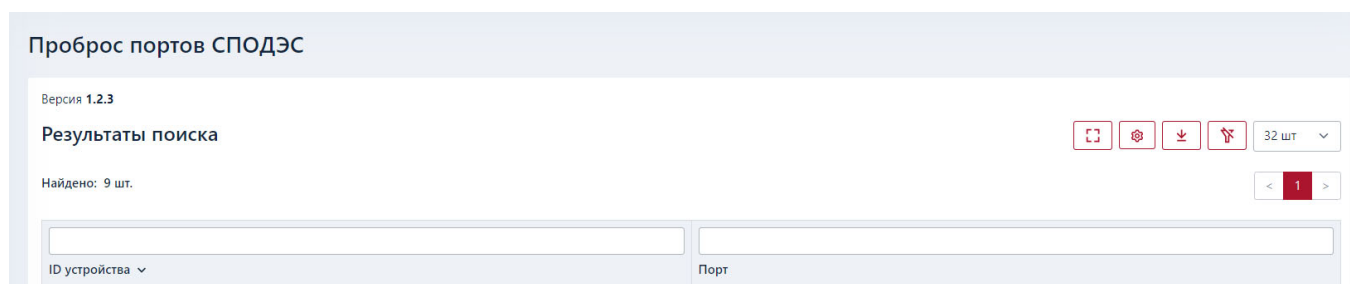 Проброс портов СПОДЭС
Версия 1.2.3
Результаты поиска
32 шт
Найдено: 9 шт.
< 1 >
ID устройства
Порт